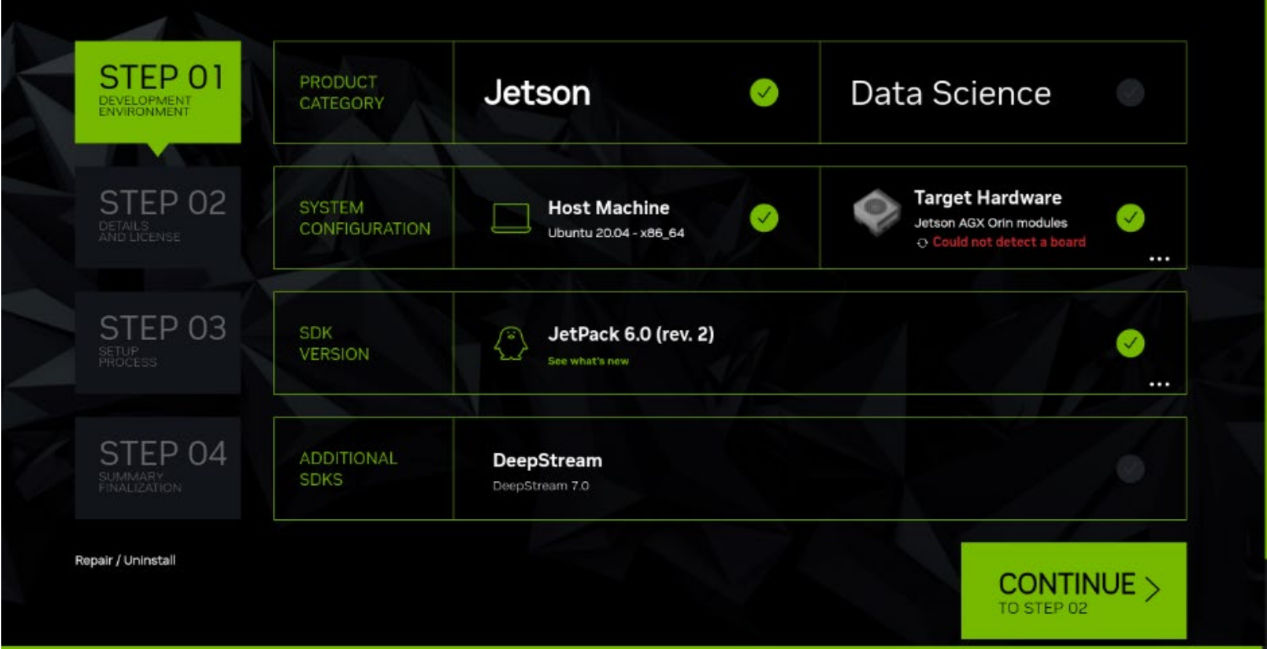 STEP 01
DEVELOPMENT
ENVIRONMENT
PRODUCT
CATEGORY
Jetson
Data Science
STEP 02
DETAILS
AND LICENSE
SYSTEM
CONFIGURATION
Host Machine
Ubuntu 20.04 - x86_64
Target Hardware
Jetson AGX Orin modules
Could not detect a board
...
STEP 03
SETUP
PROCESS
SDK
VERSION
JetPack 6.0 (rev. 2)
See what's new
...
STEP 04
SUMMARY
FINALIZATION
ADDITIONAL
SDKS
DeepStream
DeepStream 7.0
Repair / Uninstall
CONTINUE >
TO STEP 02